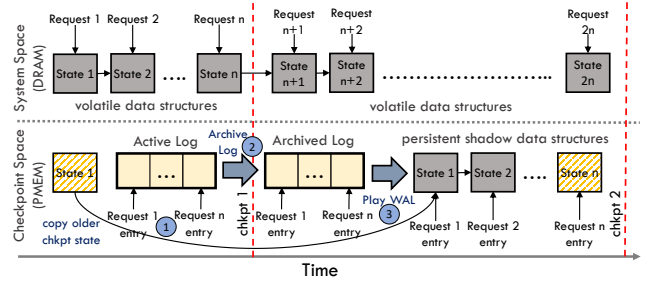 System Space
(DRAM)
Request 1
Request 2
Request n
Request
n+1
Request
n+2
Request
2n
State 1
State 2
....
State n
State
n+1
State
n+2
State
2n
volatile data structures
volatile data structures
Checkpoint Space
(PMEM)
Active Log
Archive
Log
2
Archived Log
persistent shadow data structures
State 1
...
...
State 1
State 2
....
State n
Request 1
entry
Request n
entry
chkpt 1
Request 1
entry
Request n
entry
Play WAL
3
Request 1
entry
Request 2
entry
Request n
entry
chkpt 2
copy older
chkpt state
1
Time